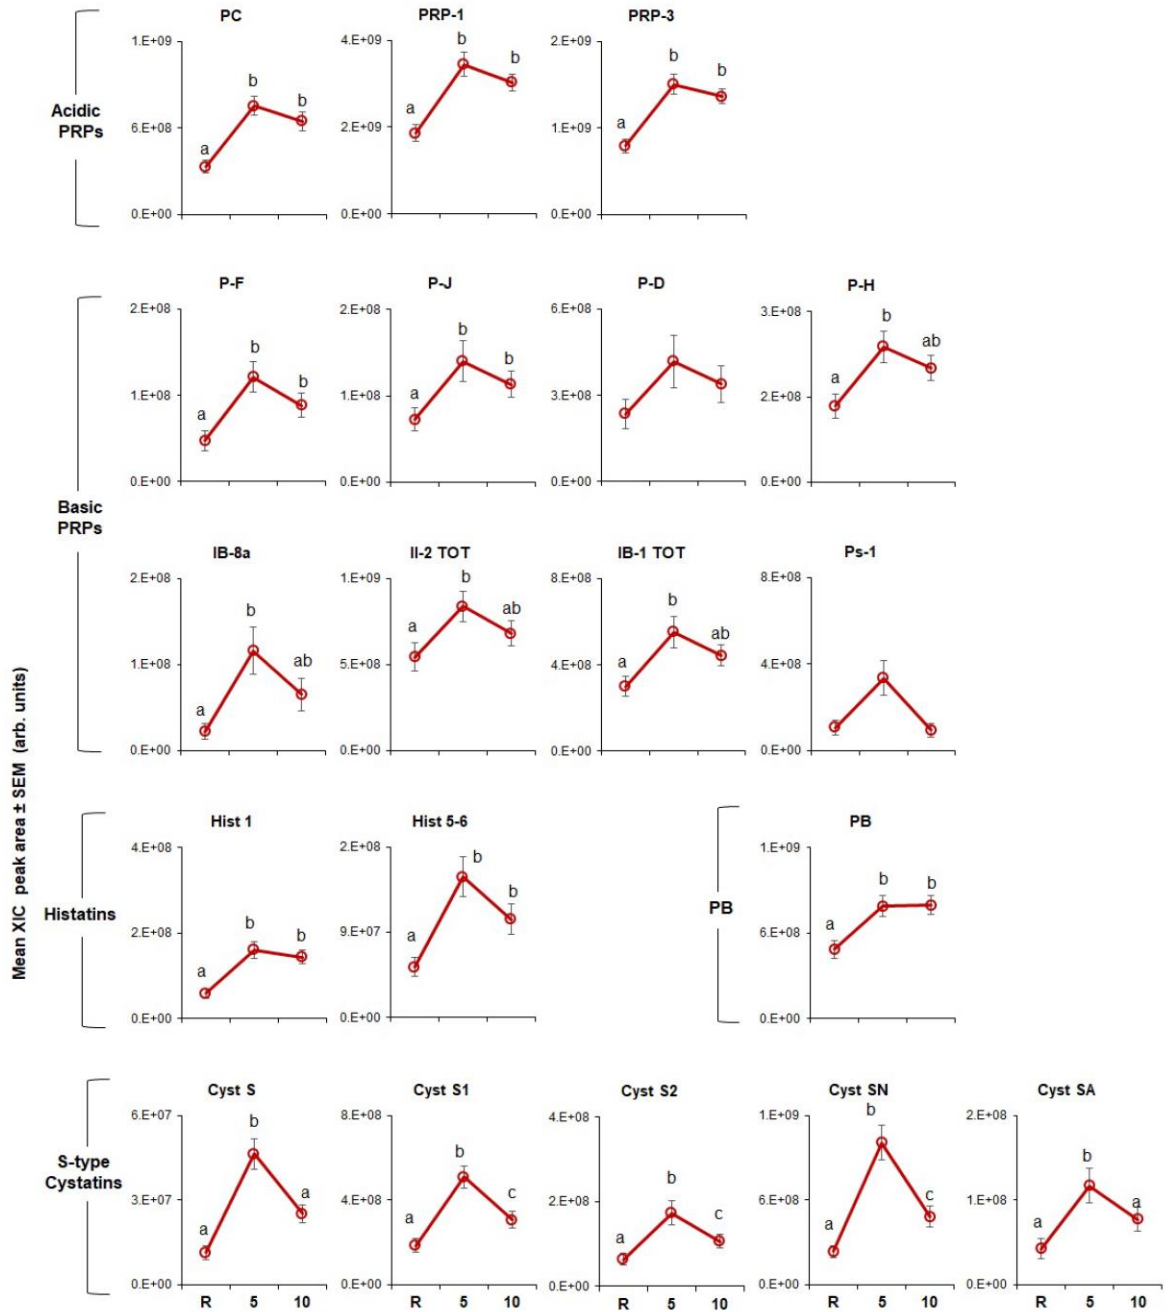 PC PRP-1 PRP-3
1.E+09 4.E+09 2.E+09
b b b b b b
Acidic
PRPs
6.E+08 2.E+09 1.E+09
a a a
0.E+00 0.E+00 0.E+00
P-F P-J P-D P-H
2.E+08 2.E+08 6.E+08 3.E+08
b b b b b ab
1.E+08 1.E+08 3.E+08 2.E+08
a a a
0.E+00 0.E+00 0.E+00 0.E+00
Basic
PRPs
IB-8a II-2 TOT IB-1 TOT Ps-1
2.E+08 1.E+09 8.E+08 8.E+08
b ab b ab b ab
1.E+08 5.E+08 4.E+08 4.E+08
a a a
0.E+00 0.E+00 0.E+00 0.E+00
Mean XIC peak area ± SEM (arb. units)
Hist 1 Hist 5-6 PB
4.E+08 2.E+08 1.E+09
b b b b b b
Histatins PB
2.E+08 9.E+07 6.E+08
a a a
0.E+00 0.E+00 0.E+00
Cyst S Cyst S1 Cyst S2 Cyst SN Cyst SA
6.E+07 8.E+08 4.E+08 1.E+09 2.E+08
b b b b b
S-type
Cystatins
3.E+07 4.E+08 2.E+08 6.E+08 1.E+08
a a a c a c a c a a
0.E+00 0.E+00 0.E+00 0.E+00 0.E+00
R 5 10 R 5 10 R 5 10 R 5 10 R 5 10